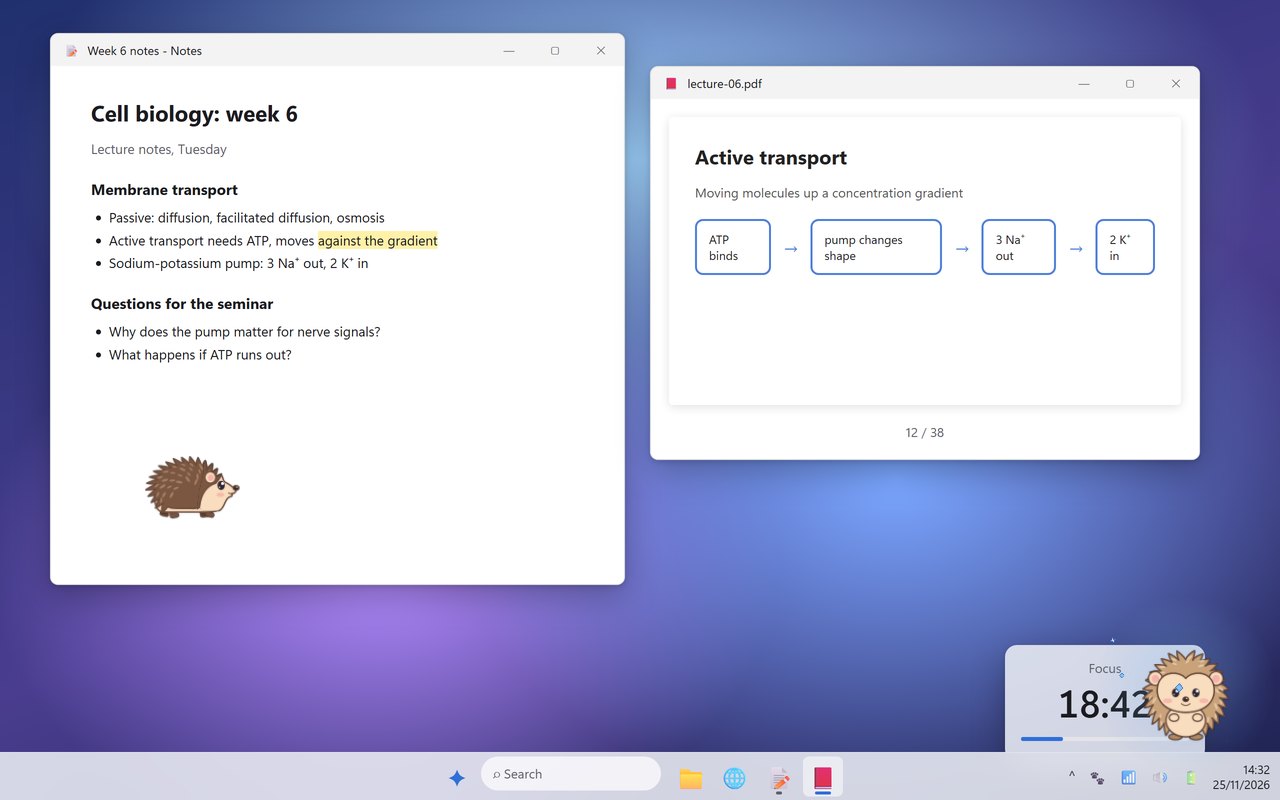 Week 6 notes - Notes
Cell biology: week 6
Lecture notes, Tuesday
Membrane transport
• Passive: diffusion, facilitated diffusion, osmosis
• Active transport needs ATP, moves against the gradient
• Sodium-potassium pump: 3 Na⁺ out, 2 K⁺ in
Questions for the seminar
• Why does the pump matter for nerve signals?
• What happens if ATP runs out?
lecture-06.pdf
Active transport
Moving molecules up a concentration gradient
ATP
binds
→
pump changes
shape
→
3 Na⁺
out
→
2 K⁺
in
12 / 38
Focus
18:42
Search
14:32
25/11/2026